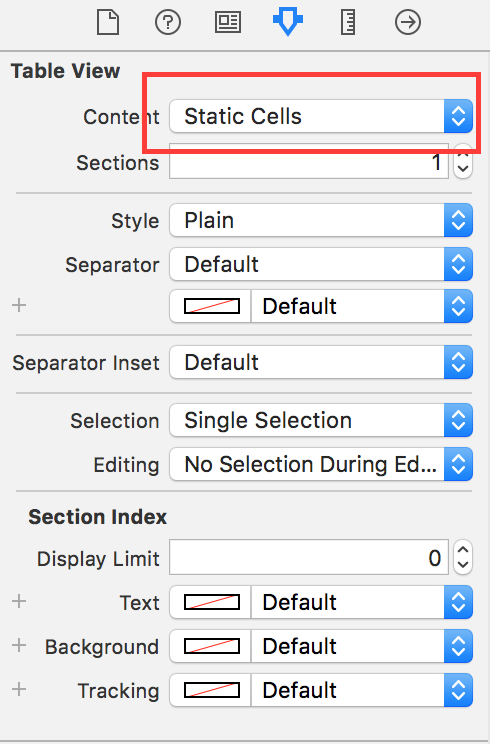 Table View
Content Static Cells
Sections 1
Style Plain
Separator Default
Default
Separator Inset Default
Selection Single Selection
Editing No Selection During Ed...
Section Index
Display Limit 0
Text Default
Background Default
Tracking Default